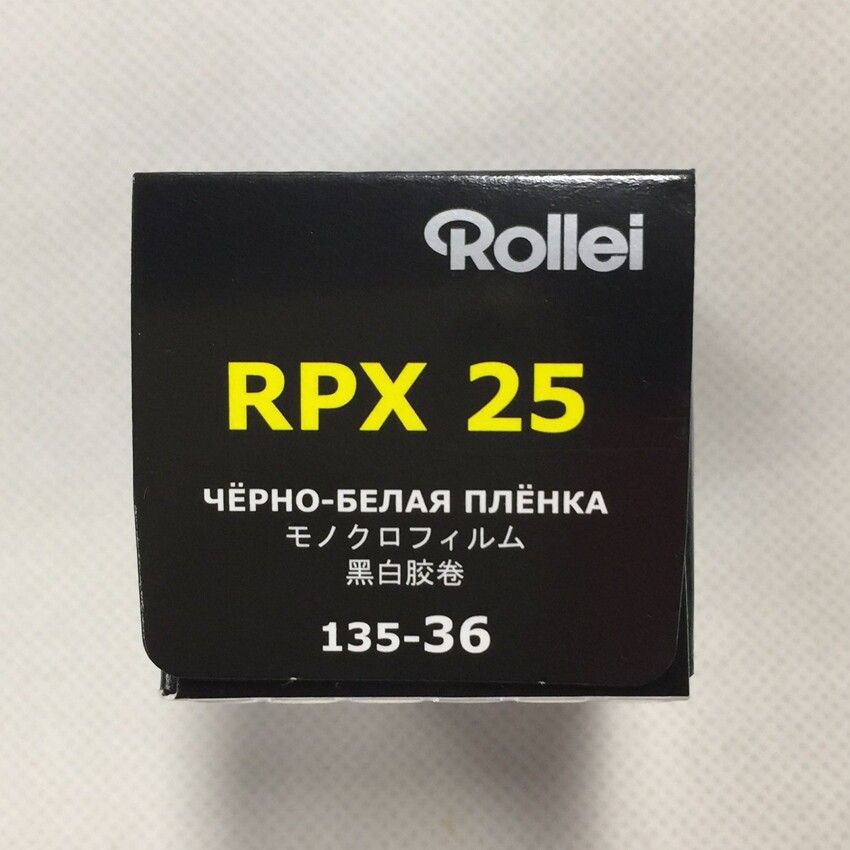 Rollei
RPX 25
ЧЁРНО-БЕЛАЯ ПЛЁНКА
モノクロフィルム
黑白胶卷
135-36